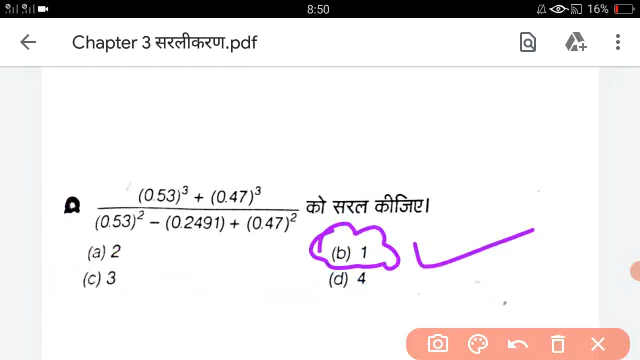 8:50
16%
Chapter 3 सरलीकरण.pdf
Q (0.53)³ + (0.47)³ / (0.53)² − (0.2491) + (0.47)² को सरल कीजिए।
(a) 2 (b) 1
(c) 3 (d) 4